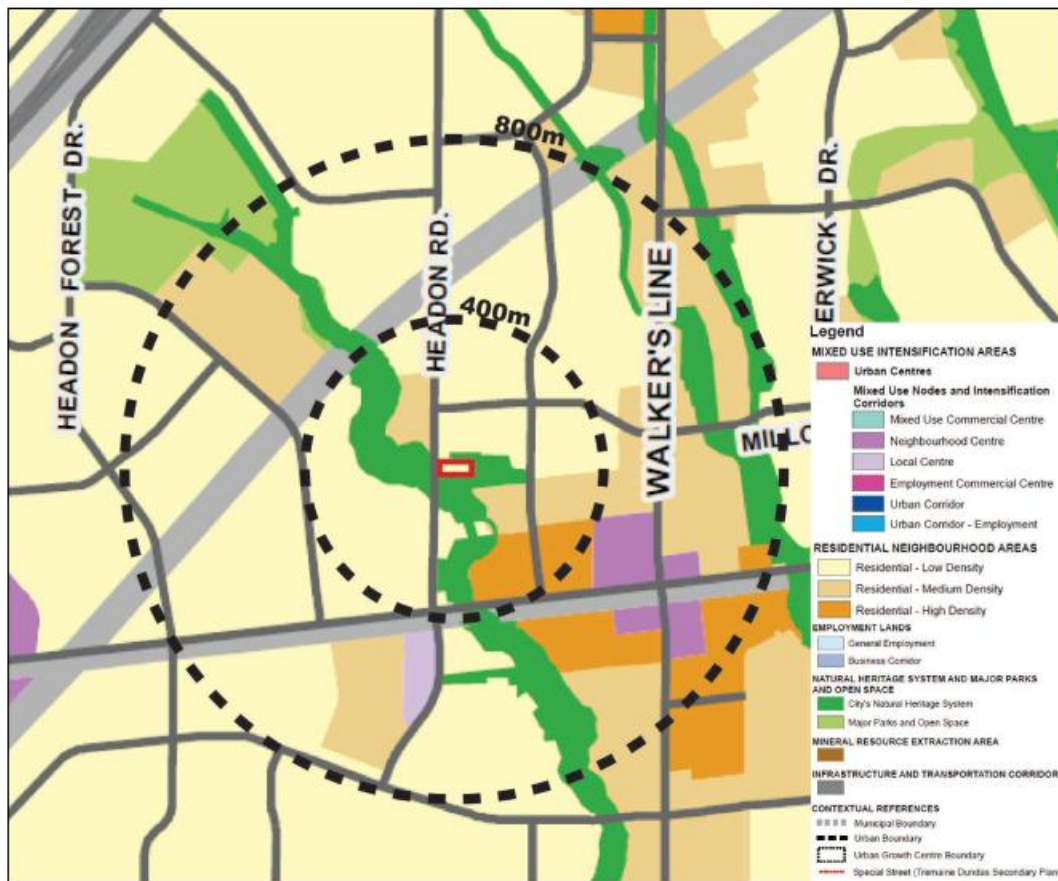 800m
HEADON FOREST DR.
HEADON RD.
400m
WALKER'S LINE
ERWICK DR.
MILLC
Legend
MIXED USE INTENSIFICATION AREAS
Urban Centres
Mixed Use Nodes and Intensification
Corridors
Mixed Use Commercial Centre
Neighbourhood Centre
Local Centre
Employment Commercial Centre
Urban Corridor
Urban Corridor - Employment
RESIDENTIAL NEIGHBOURHOOD AREAS
Residential - Low Density
Residential - Medium Density
Residential - High Density
EMPLOYMENT LANDS
General Employment
Business Corridor
NATURAL HERITAGE SYSTEM AND MAJOR PARKS
AND OPEN SPACE
City's Natural Heritage System
Major Parks and Open Space
MINERAL RESOURCE EXTRACTION AREA
INFRASTRUCTURE AND TRANSPORTATION CORRIDOR
CONTEXTUAL REFERENCES
Municipal Boundary
Urban Boundary
Urban Growth Centre Boundary
Special Street (Tremaine Dundas Secondary Plan